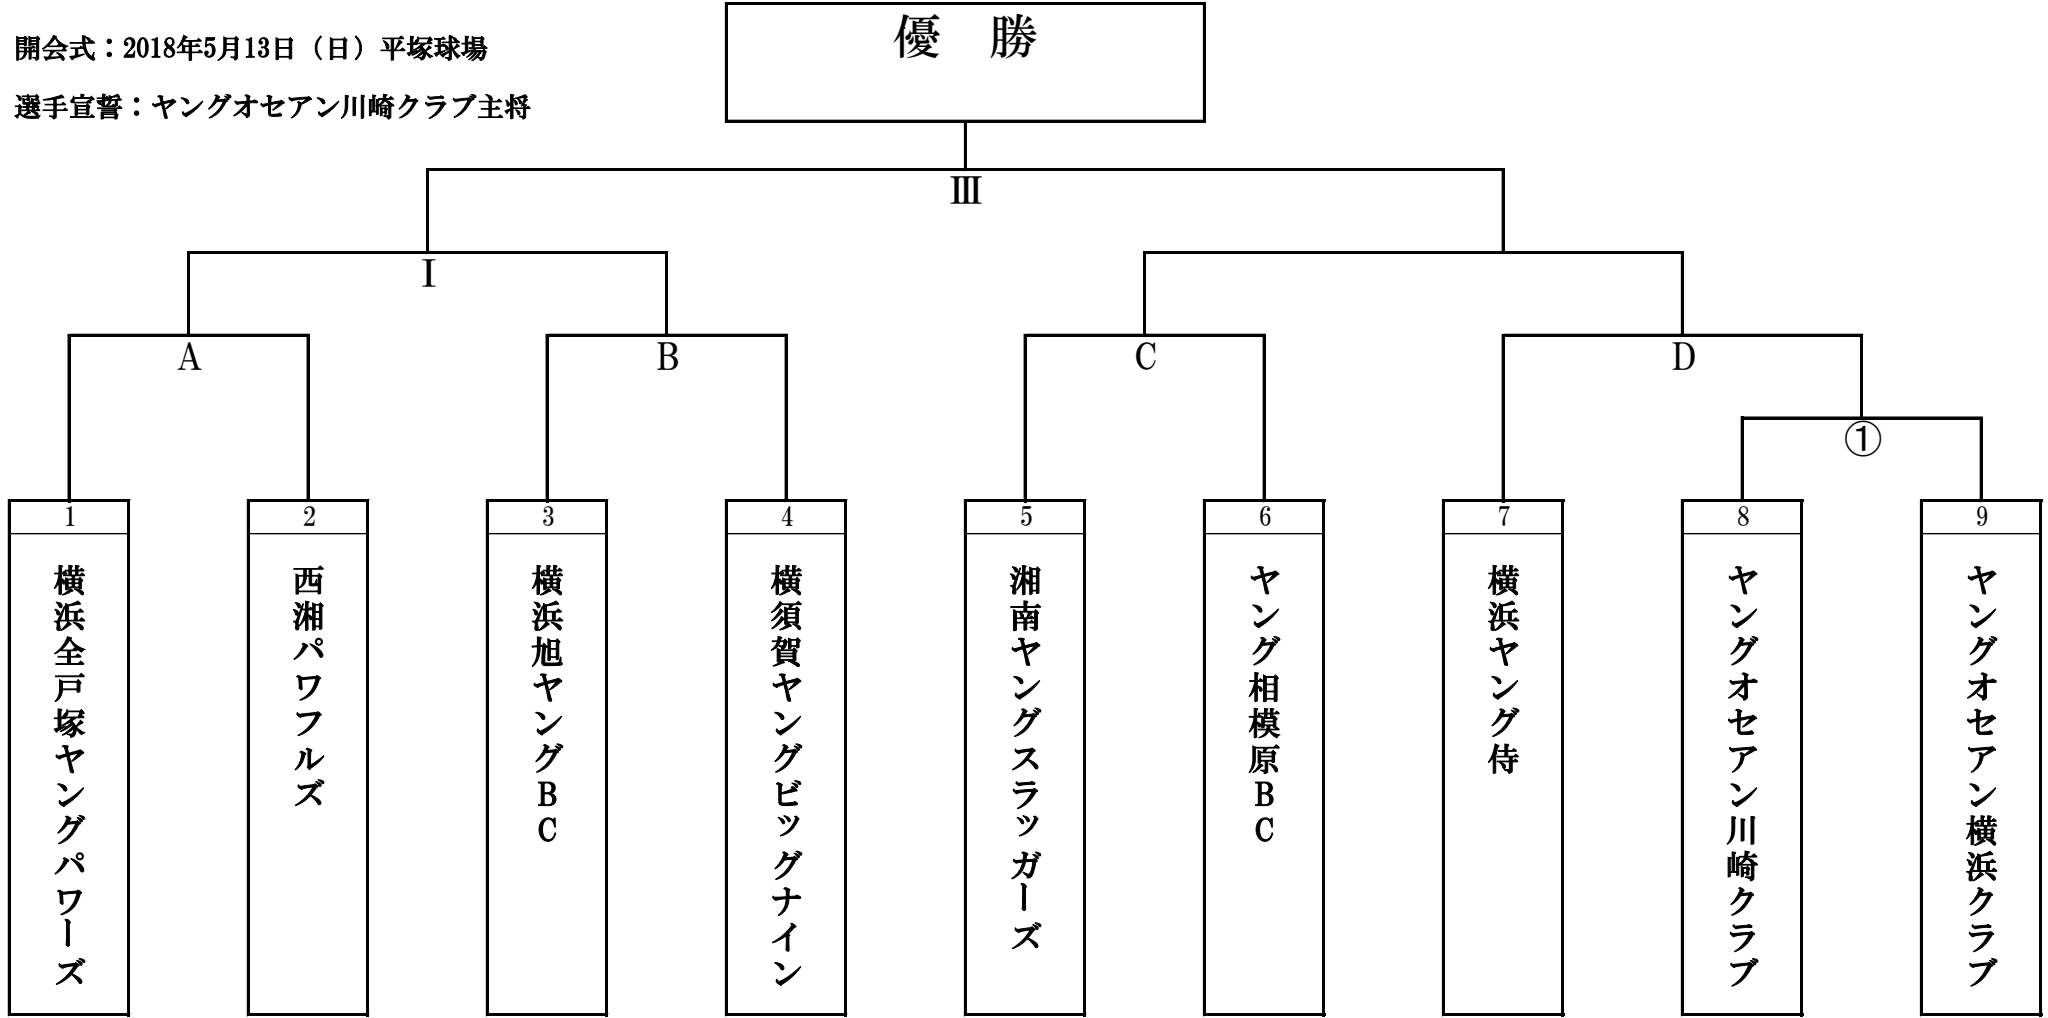 優　勝
開会式：2018年5月13日（日）平塚球場
選手宣誓：ヤングオセアン川崎クラブ主将
Ⅲ
Ⅰ
A
B
C
D
①
1
横浜全戸塚ヤングパワーズ
2
西湘パワフルズ
3
横浜旭ヤングBC
4
横須賀ヤングビッグナイン
5
湘南ヤングスラッガーズ
6
ヤング相模原BC
7
横浜ヤング侍
8
ヤングオセアン川崎クラブ
9
ヤングオセアン横浜クラブ